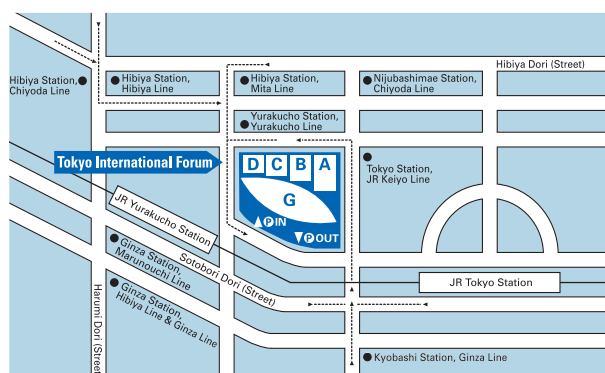 Hibiya Dori (Street)
Hibiya Station,
Chiyoda Line
Hibiya Station,
Hibiya Line
Hibiya Station,
Mita Line
Nijubashimae Station,
Chiyoda Line
Yurakucho Station,
Yurakucho Line
Tokyo International Forum
D C B A
G
P IN
P OUT
Tokyo Station,
JR Keiyo Line
JR Yurakucho Station
Ginza Station,
Marunouchi Line
Sotobori Dori (Street)
JR Tokyo Station
Ginza Station,
Hibiya Line & Ginza Line
Harumi Dori (Street)
Kyobashi Station, Ginza Line